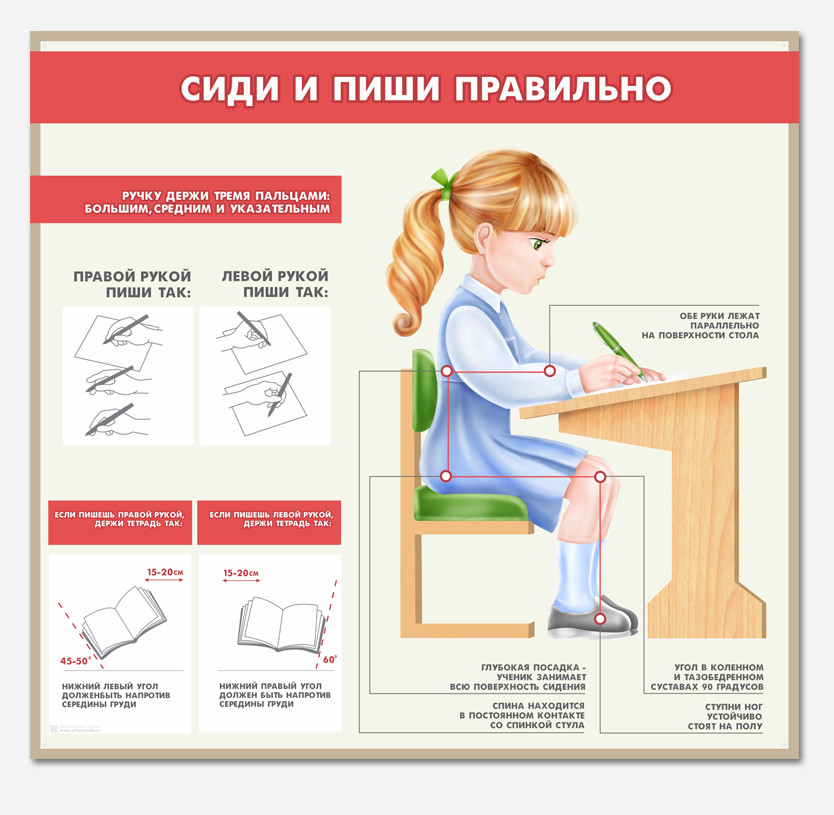 СИДИ И ПИШИ ПРАВИЛЬНО
РУЧКУ ДЕРЖИ ТРЕМЯ ПАЛЬЦАМИ:
БОЛЬШИМ, СРЕДНИМ И УКАЗАТЕЛЬНЫМ
ПРАВОЙ РУКОЙ
ПИШИ ТАК:
ЛЕВОЙ РУКОЙ
ПИШИ ТАК:
ОБЕ РУКИ ЛЕЖАТ
ПАРАЛЛЕЛЬНО
НА ПОВЕРХНОСТИ СТОЛА
ЕСЛИ ПИШЕШЬ ПРАВОЙ РУКОЙ,
ДЕРЖИ ТЕТРАДЬ ТАК:
ЕСЛИ ПИШЕШЬ ЛЕВОЙ РУКОЙ,
ДЕРЖИ ТЕТРАДЬ ТАК:
15-20СМ
45-50°
НИЖНИЙ ЛЕВЫЙ УГОЛ
ДОЛЖЕНБЫТЬ НАПРОТИВ
СЕРЕДИНЫ ГРУДИ
15-20СМ
60°
НИЖНИЙ ПРАВЫЙ УГОЛ
ДОЛЖЕН БЫТЬ НАПРОТИВ
СЕРЕДИНЫ ГРУДИ
ГЛУБОКАЯ ПОСАДКА -
УЧЕНИК ЗАНИМАЕТ
ВСЮ ПОВЕРХНОСТЬ СИДЕНИЯ
СПИНА НАХОДИТСЯ
В ПОСТОЯННОМ КОНТАКТЕ
СО СПИНКОЙ СТУЛА
УГОЛ В КОЛЕННОМ
И ТАЗОБЕДРЕННОМ
СУСТАВАХ 90 ГРАДУСОВ
СТУПНИ НОГ
УСТОЙЧИВО
СТОЯТ НА ПОЛУ